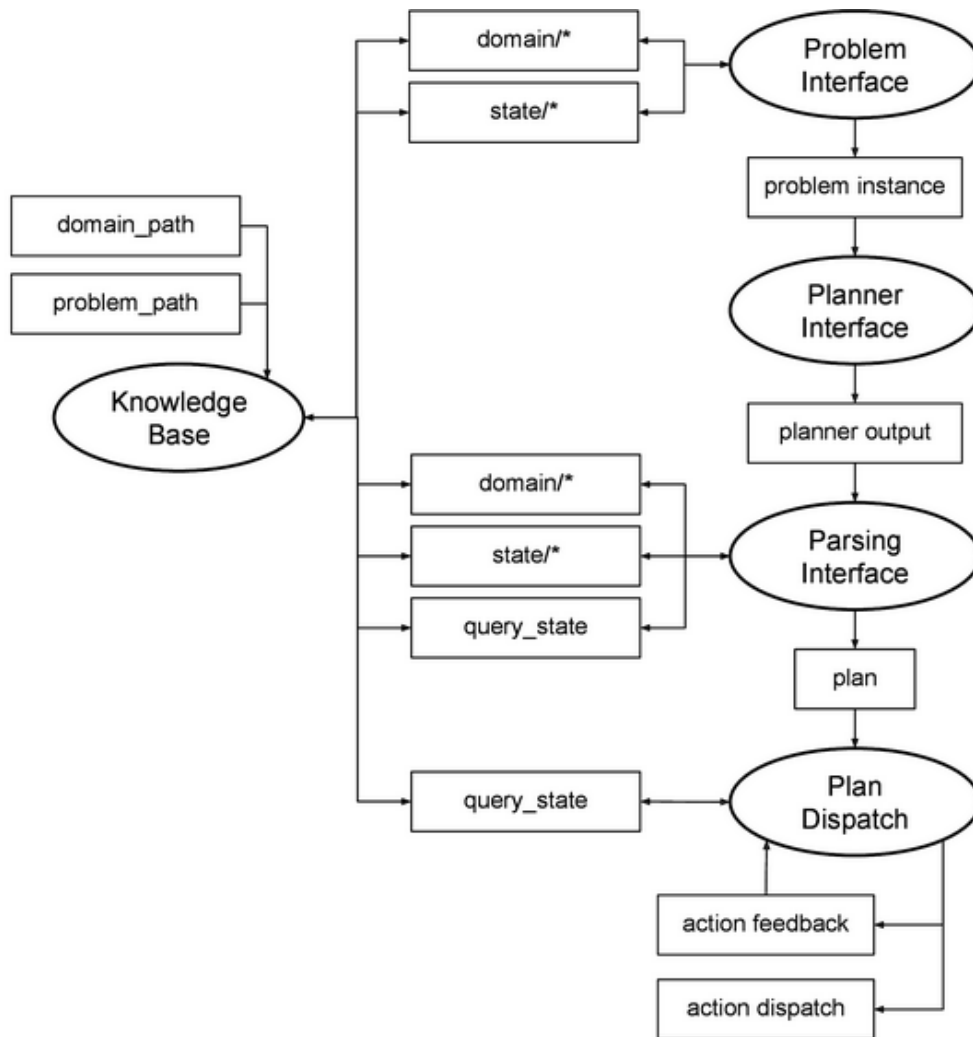 domain/*
state/*
Problem
Interface
problem instance
domain_path
problem_path
Planner
Interface
Knowledge
Base
planner output
domain/*
state/*
query_state
Parsing
Interface
plan
query_state
Plan
Dispatch
action feedback
action dispatch